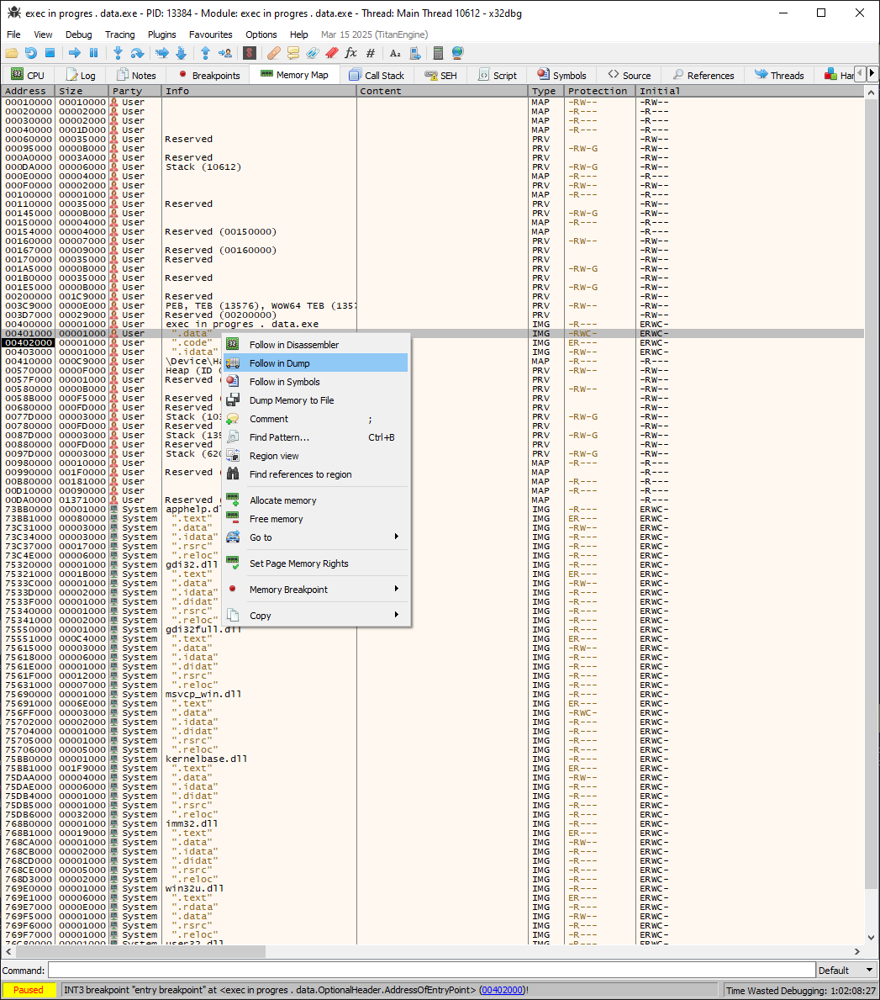 exec in progres . data.exe - PID: 13384 - Module: exec in progres . data.exe - Thread: Main Thread 10612 - x32dbg
File View Debug Tracing Plugins Favourites Options Help Mar 15 2025 (TitanEngine)
CPU Log Notes Breakpoints Memory Map Call Stack SEH Script Symbols Source References Threads Har
Address Size Party Info Content Type Protection Initial
00010000 00010000 User MAP -RW-- -RW--
00020000 00002000 User MAP -R--- -R---
00030000 00002000 User MAP -R--- -R---
00040000 0001D000 User MAP -R--- -R---
00060000 00035000 User Reserved PRV -RW--
00095000 0000B000 User PRV -RW-G -RW--
000A0000 0003A000 User Reserved PRV -RW--
000DA000 00006000 User Stack (10612) PRV -RW-G -RW--
000E0000 00004000 User MAP -R--- -R---
000F0000 00002000 User PRV -RW-- -RW--
00100000 00001000 User MAP -R--- -R---
00110000 00035000 User Reserved PRV -RW--
00145000 0000B000 User PRV -RW-G -RW--
00150000 00004000 User MAP -R--- -R---
00154000 00004000 User Reserved (00150000) MAP -R---
00160000 00007000 User PRV -RW-- -RW--
00167000 00009000 User Reserved (00160000) PRV -RW--
00170000 00035000 User Reserved PRV -RW--
001A5000 0000B000 User PRV -RW-G -RW--
001B0000 00035000 User Reserved PRV -RW--
001E5000 0000B000 User PRV -RW-G -RW--
00200000 001C9000 User Reserved PRV -RW--
003C9000 0000E000 User PEB, TEB (13576), WoW64 TEB (1357 PRV -RW-- -RW--
003D7000 00029000 User Reserved (00200000) PRV -RW--
00400000 00001000 User exec in progres . data.exe IMG -R--- ERWC-
00401000 00001000 User ".data" IMG -RWC- ERWC-
00402000 00001000 User ".code" IMG ER--- ERWC-
00403000 00001000 User ".idata" IMG -RW-- ERWC-
00410000 000C9000 User \Device\Ha MAP -R--- -R---
00570000 0000F000 User Heap (ID PRV -RW-- -RW--
0057F000 00001000 User Reserved ( PRV -RW--
00580000 0000B000 User PRV -RW-- -RW--
0058B000 000F5000 User Reserved ( PRV -RW--
00680000 000FD000 User Reserved PRV -RW--
0077D000 00003000 User Stack (103 PRV -RW-G -RW--
00780000 000FD000 User Reserved PRV -RW--
0087D000 00003000 User Stack (135 PRV -RW-G -RW--
00880000 000FD000 User Reserved PRV -RW--
0097D000 00003000 User Stack (620 PRV -RW-G -RW--
00980000 00010000 User MAP -R--- -R---
00990000 001F0000 User Reserved ( MAP -R---
00B80000 00181000 User MAP -R--- -R---
00D10000 00090000 User MAP -R--- -R---
00DA0000 01371000 User Reserved ( MAP -R---
73BB0000 00001000 System apphelp.dl IMG -R--- ERWC-
73BB1000 00080000 System ".text" IMG ER--- ERWC-
73C31000 00003000 System ".data" IMG -RW-- ERWC-
73C34000 00003000 System ".idata" IMG -R--- ERWC-
73C37000 00017000 System ".rsrc" IMG -R--- ERWC-
73C4E000 00006000 System ".reloc" IMG -R--- ERWC-
75320000 00001000 System gdi32.dll IMG -R--- ERWC-
75321000 0001B000 System ".text" IMG ER--- ERWC-
7533C000 00001000 System ".data" IMG -RW-- ERWC-
7533D000 00002000 System ".idata" IMG -R--- ERWC-
7533F000 00001000 System ".didat" IMG -R--- ERWC-
75340000 00001000 System ".rsrc" IMG -R--- ERWC-
75341000 00002000 System ".reloc" IMG -R--- ERWC-
75550000 00001000 System gdi32full.dll IMG -R--- ERWC-
75551000 000C4000 System ".text" IMG ER--- ERWC-
75615000 00003000 System ".data" IMG -RW-- ERWC-
75618000 00006000 System ".idata" IMG -R--- ERWC-
7561E000 00001000 System ".didat" IMG -R--- ERWC-
7561F000 00012000 System ".rsrc" IMG -R--- ERWC-
75631000 00007000 System ".reloc" IMG -R--- ERWC-
75690000 00001000 System msvcp_win.dll IMG -R--- ERWC-
75691000 0006E000 System ".text" IMG ER--- ERWC-
756FF000 00003000 System ".data" IMG -RWC- ERWC-
75702000 00002000 System ".idata" IMG -R--- ERWC-
75704000 00001000 System ".didat" IMG -R--- ERWC-
75705000 00001000 System ".rsrc" IMG -R--- ERWC-
75706000 00005000 System ".reloc" IMG -R--- ERWC-
75BB0000 00001000 System kernelbase.dll IMG -R--- ERWC-
75BB1000 001F9000 System ".text" IMG ER--- ERWC-
75DAA000 00004000 System ".data" IMG -RW-- ERWC-
75DAE000 00006000 System ".idata" IMG -R--- ERWC-
75DB4000 00001000 System ".didat" IMG -R--- ERWC-
75DB5000 00001000 System ".rsrc" IMG -R--- ERWC-
75DB6000 00032000 System ".reloc" IMG -R--- ERWC-
768B0000 00001000 System imm32.dll IMG -R--- ERWC-
768B1000 00019000 System ".text" IMG ER--- ERWC-
768CA000 00001000 System ".data" IMG -RW-- ERWC-
768CB000 00002000 System ".idata" IMG -R--- ERWC-
768CD000 00001000 System ".didat" IMG -R--- ERWC-
768CE000 00005000 System ".rsrc" IMG -R--- ERWC-
768D3000 00002000 System ".reloc" IMG -R--- ERWC-
769E0000 00001000 System win32u.dll IMG -R--- ERWC-
769E1000 00006000 System ".text" IMG ER--- ERWC-
769E7000 0000E000 System ".rdata" IMG -R--- ERWC-
769F5000 00001000 System ".data" IMG -RW-- ERWC-
769F6000 00001000 System ".rsrc" IMG -R--- ERWC-
769F7000 00001000 System ".reloc" IMG -R--- ERWC-
76C80000 00001000 System user32.dll IMG -R--- ERWC-
Follow in Disassembler
Follow in Dump
Follow in Symbols
Dump Memory to File
Comment ;
Find Pattern... Ctrl+B
Region view
Find references to region
Allocate memory
Free memory
Go to
Set Page Memory Rights
Memory Breakpoint
Copy
Command: Default
Paused INT3 breakpoint "entry breakpoint" at <exec in progres . data.OptionalHeader.AddressOfEntryPoint> (00402000)! Time Wasted Debugging: 1:02:08:27